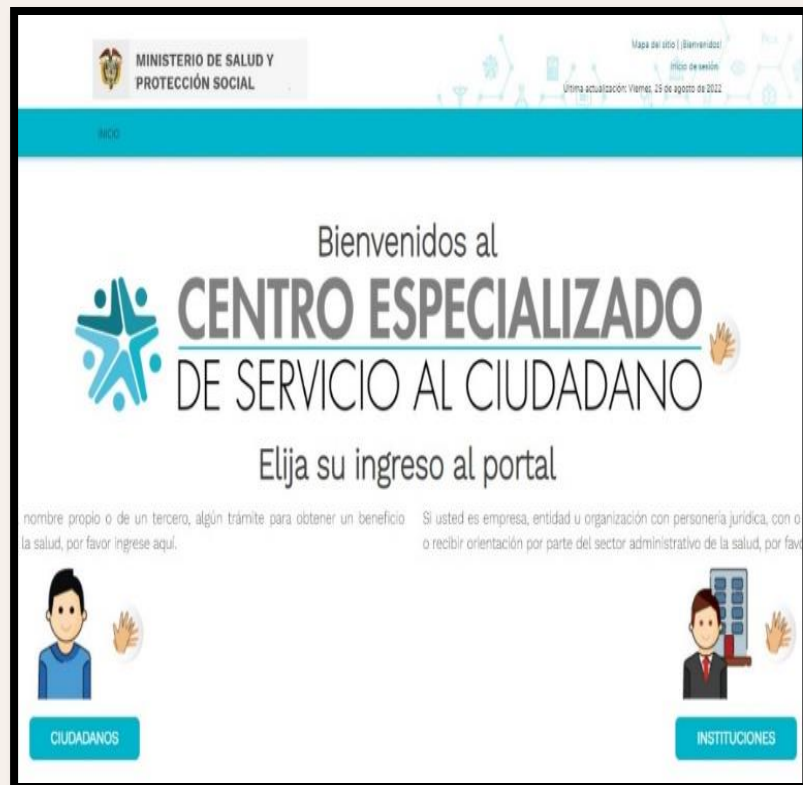 MINISTERIO DE SALUD Y
PROTECCIÓN SOCIAL
Mapa del sitio | ¡Bienvenidos!
Inicio de sesión
Última actualización: Viernes, 25 de agosto de 2022
INICIO
Bienvenidos al
CENTRO ESPECIALIZADO
DE SERVICIO AL CIUDADANO
Elija su ingreso al portal
nombre propio o de un tercero, algún trámite para obtener un beneficio
la salud, por favor ingrese aquí.
Si usted es empresa, entidad u organización con personería jurídica, con o
o recibir orientación por parte del sector administrativo de la salud, por favo
CIUDADANOS
INSTITUCIONES